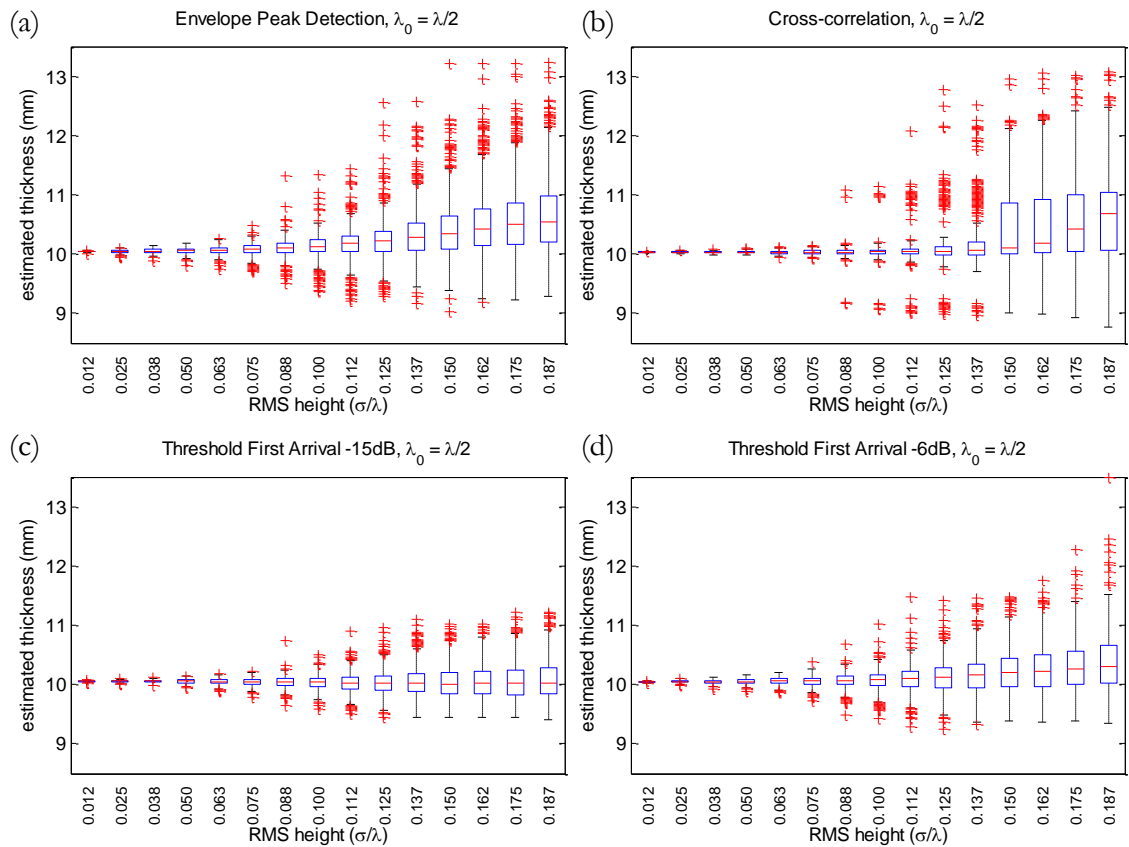 (a) Envelope Peak Detection, λ₀ = λ/2
estimated thickness (mm)
13
12
11
10
9
0.012 0.025 0.038 0.050 0.063 0.075 0.088 0.100 0.112 0.125 0.137 0.150 0.162 0.175 0.187
RMS height (σ/λ)
(b) Cross-correlation, λ₀ = λ/2
estimated thickness (mm)
13
12
11
10
9
0.012 0.025 0.038 0.050 0.063 0.075 0.088 0.100 0.112 0.125 0.137 0.150 0.162 0.175 0.187
RMS height (σ/λ)
(c) Threshold First Arrival -15dB, λ₀ = λ/2
estimated thickness (mm)
13
12
11
10
9
0.012 0.025 0.038 0.050 0.063 0.075 0.088 0.100 0.112 0.125 0.137 0.150 0.162 0.175 0.187
RMS height (σ/λ)
(d) Threshold First Arrival -6dB, λ₀ = λ/2
estimated thickness (mm)
13
12
11
10
9
0.012 0.025 0.038 0.050 0.063 0.075 0.088 0.100 0.112 0.125 0.137 0.150 0.162 0.175 0.187
RMS height (σ/λ)